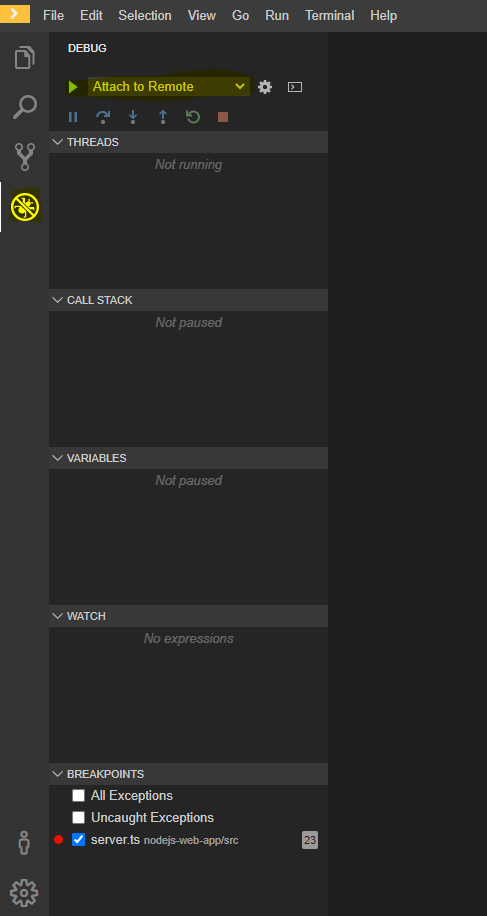 File Edit Selection View Go Run Terminal Help
DEBUG
Attach to Remote
THREADS
Not running
CALL STACK
Not paused
VARIABLES
Not paused
WATCH
No expressions
BREAKPOINTS
All Exceptions
Uncaught Exceptions
server.ts nodejs-web-app/src 23